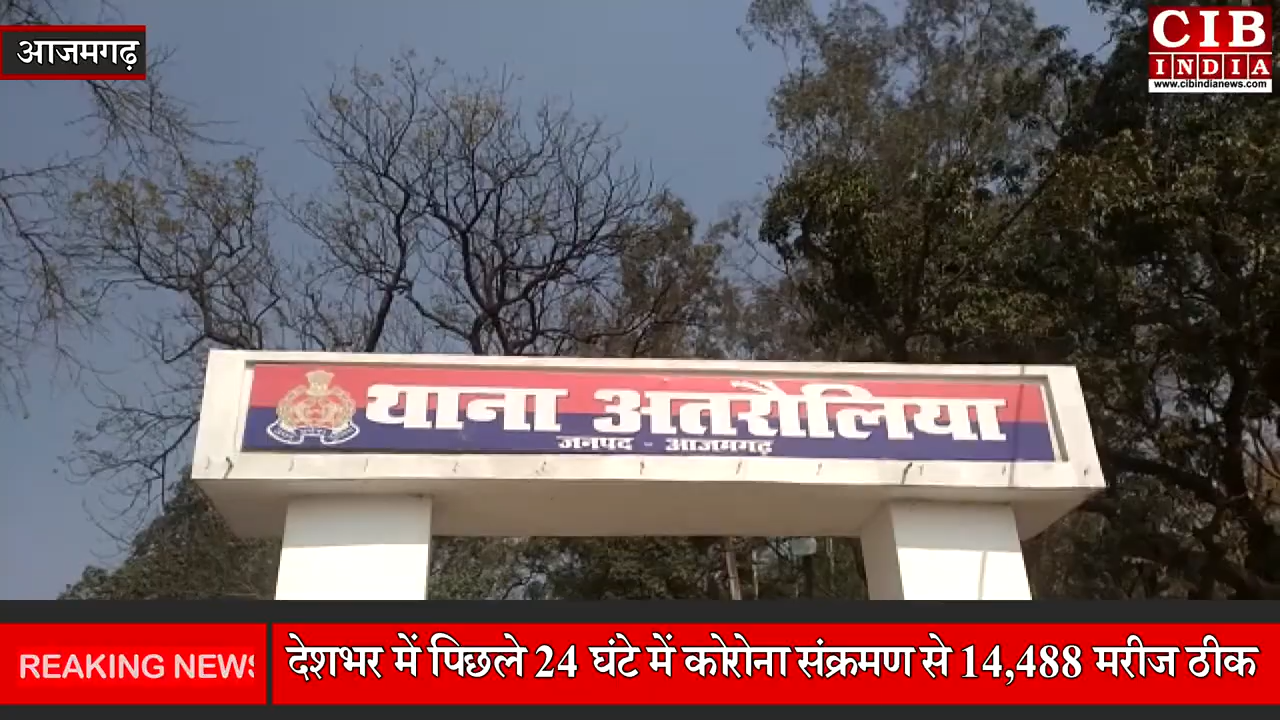 आजमगढ़
CIB
INDIA
www.cibindianews.com
थाना अतरौलिया
जनपद - आजमगढ़
REAKING NEWS
देशभर में पिछले 24 घंटे में कोरोना संक्रमण से 14,488 मरीज ठीक